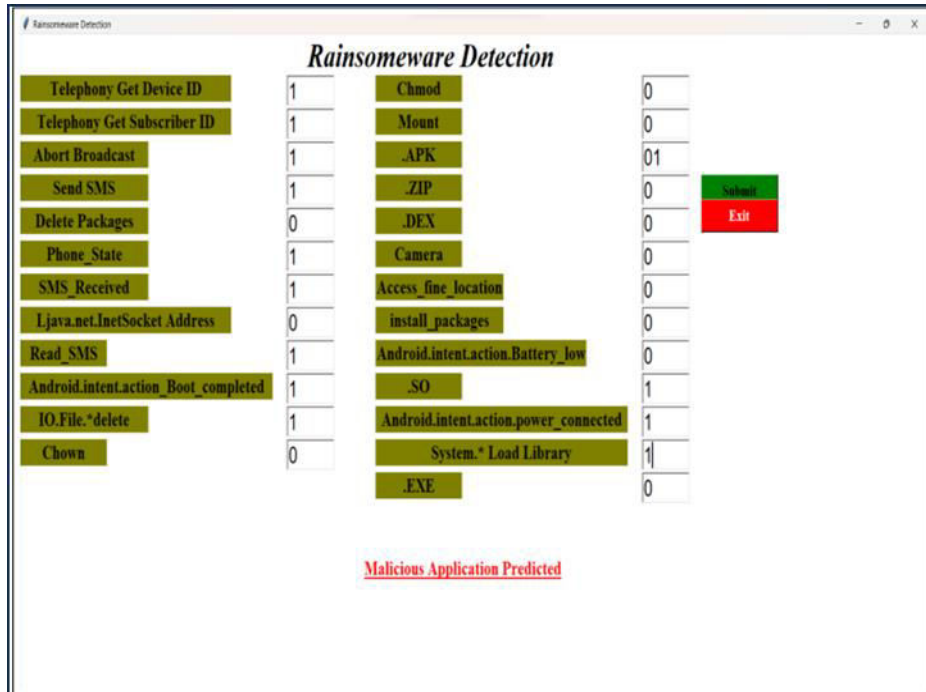 Rainsomeware Detection
Rainsomeware Detection
Telephony Get Device ID 1 Chmod 0
Telephony Get Subscriber ID 1 Mount 0
Abort Broadcast 1 .APK 01
Send SMS 1 .ZIP 0 Submit
Delete Packages 0 .DEX 0 Exit
Phone_State 1 Camera 0
SMS_Received 1 Access_fine_location 0
Ljava.net.InetSocket Address 0 install_packages 0
Read_SMS 1 Android.intent.action.Battery_low 0
Android.intent.action_Boot_completed 1 .SO 1
IO.File.*delete 1 Android.intent.action.power_connected 1
Chown 0 System.* Load Library 1
.EXE 0
Malicious Application Predicted